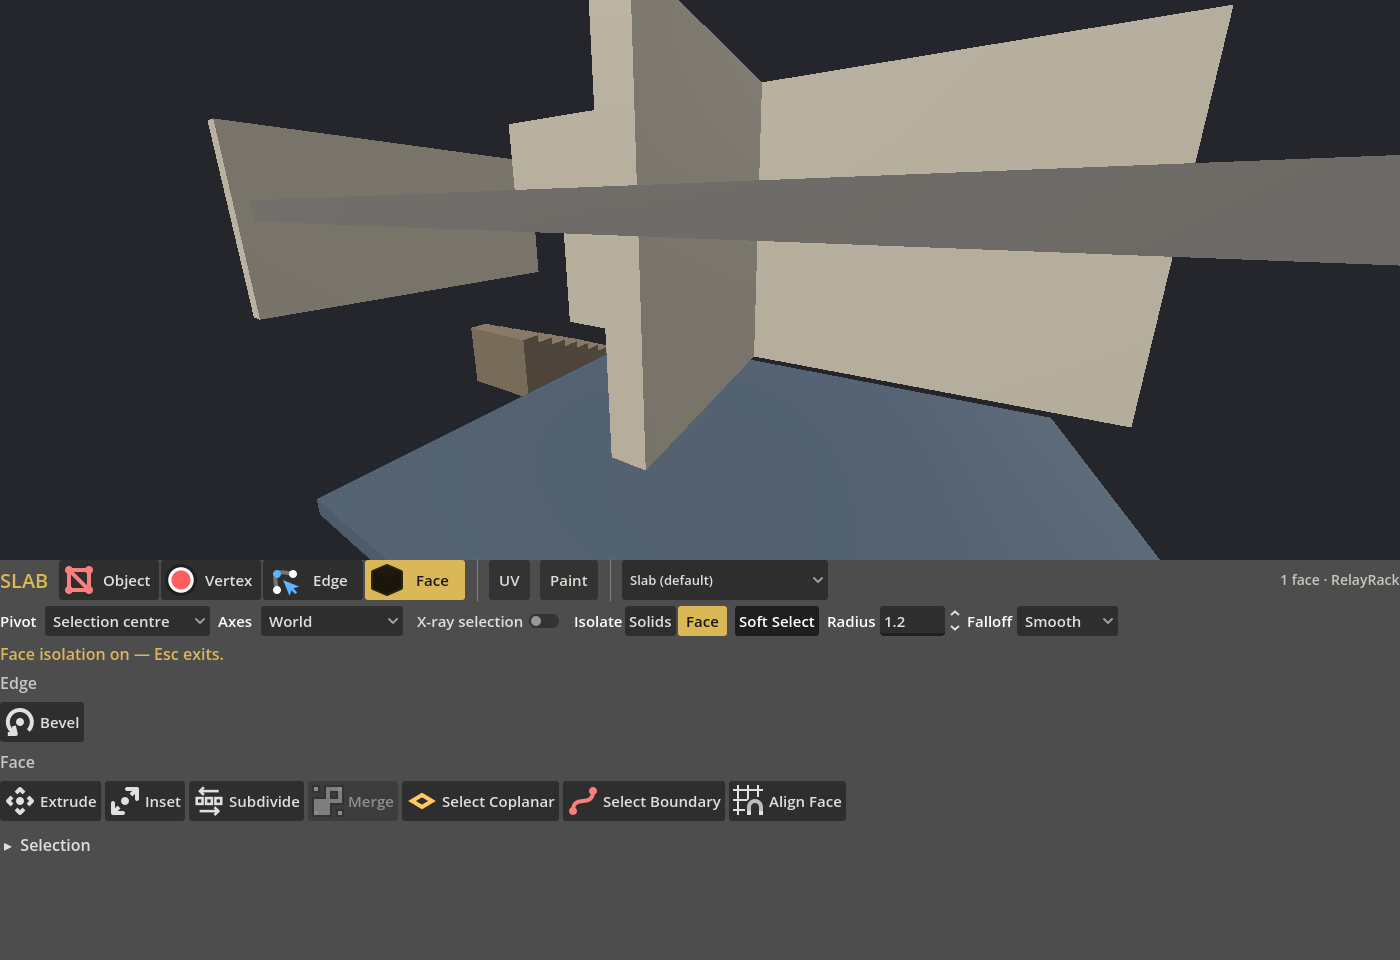 SLAB Object Vertex Edge Face UV Paint Slab (default) 1 face · RelayRack
Pivot Selection centre Axes World X-ray selection Isolate Solids Face Soft Select Radius 1.2 Falloff Smooth
Face isolation on — Esc exits.
Edge
Bevel
Face
Extrude Inset Subdivide Merge Select Coplanar Select Boundary Align Face
Selection